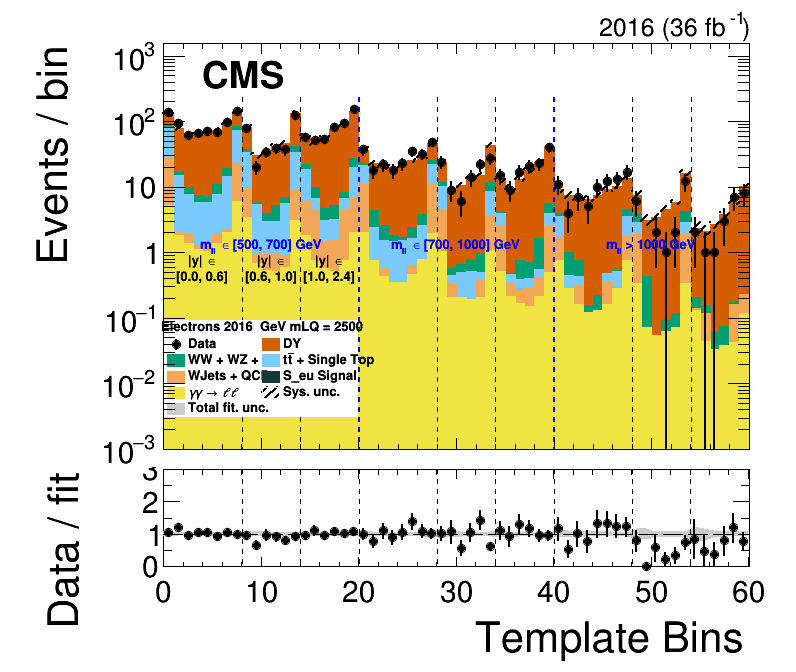 2016 (36 fb⁻¹)
CMS
Events / bin
10³
10²
10
1
10⁻¹
10⁻²
10⁻³
m_ll ∈ [500, 700] GeV
m_ll ∈ [700, 1000] GeV
m_ll > 1000 GeV
|y| ∈ |y| ∈ |y| ∈
[0.0, 0.6] [0.6, 1.0] [1.0, 2.4]
Electrons 2016 GeV mLQ = 2500
Data DY
WW + WZ + tt̄ + Single Top
WJets + QC S_eu Signal
γγ → ℓℓ Sys. unc.
Total fit. unc.
Data / fit
3
2
1
0
0 10 20 30 40 50 60
Template Bins